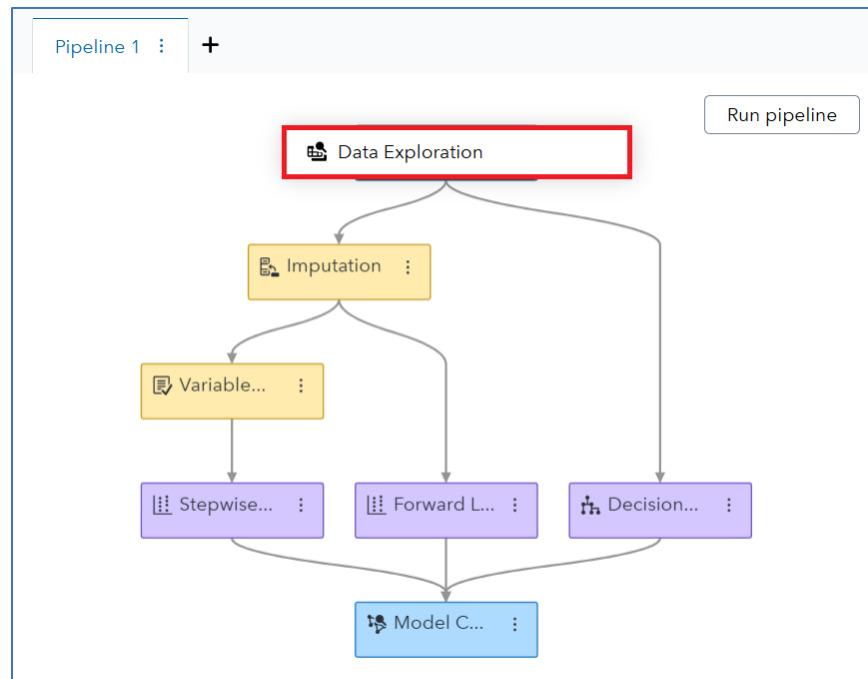 Pipeline 1
Run pipeline
Data Exploration
Imputation
Variable...
Stepwise...
Forward L...
Decision...
Model C...